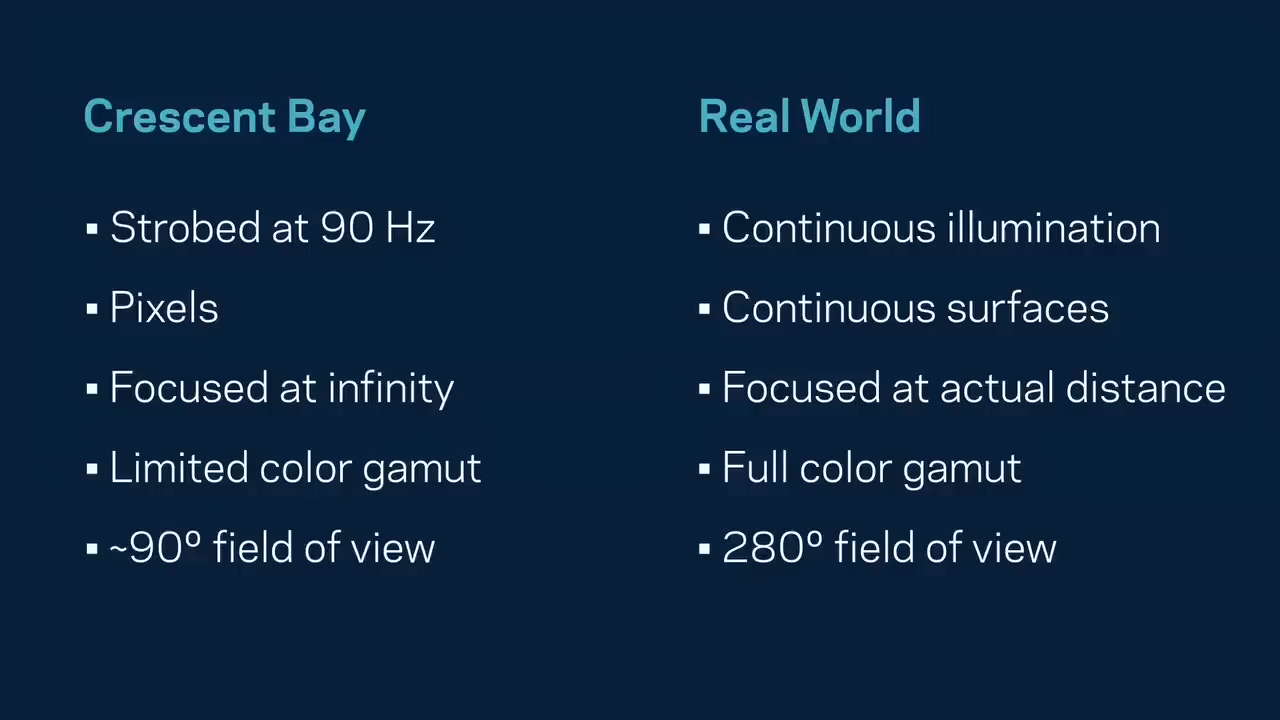 Crescent Bay
▪ Strobed at 90 Hz
▪ Pixels
▪ Focused at infinity
▪ Limited color gamut
▪ ~90º field of view
Real World
▪ Continuous illumination
▪ Continuous surfaces
▪ Focused at actual distance
▪ Full color gamut
▪ 280º field of view